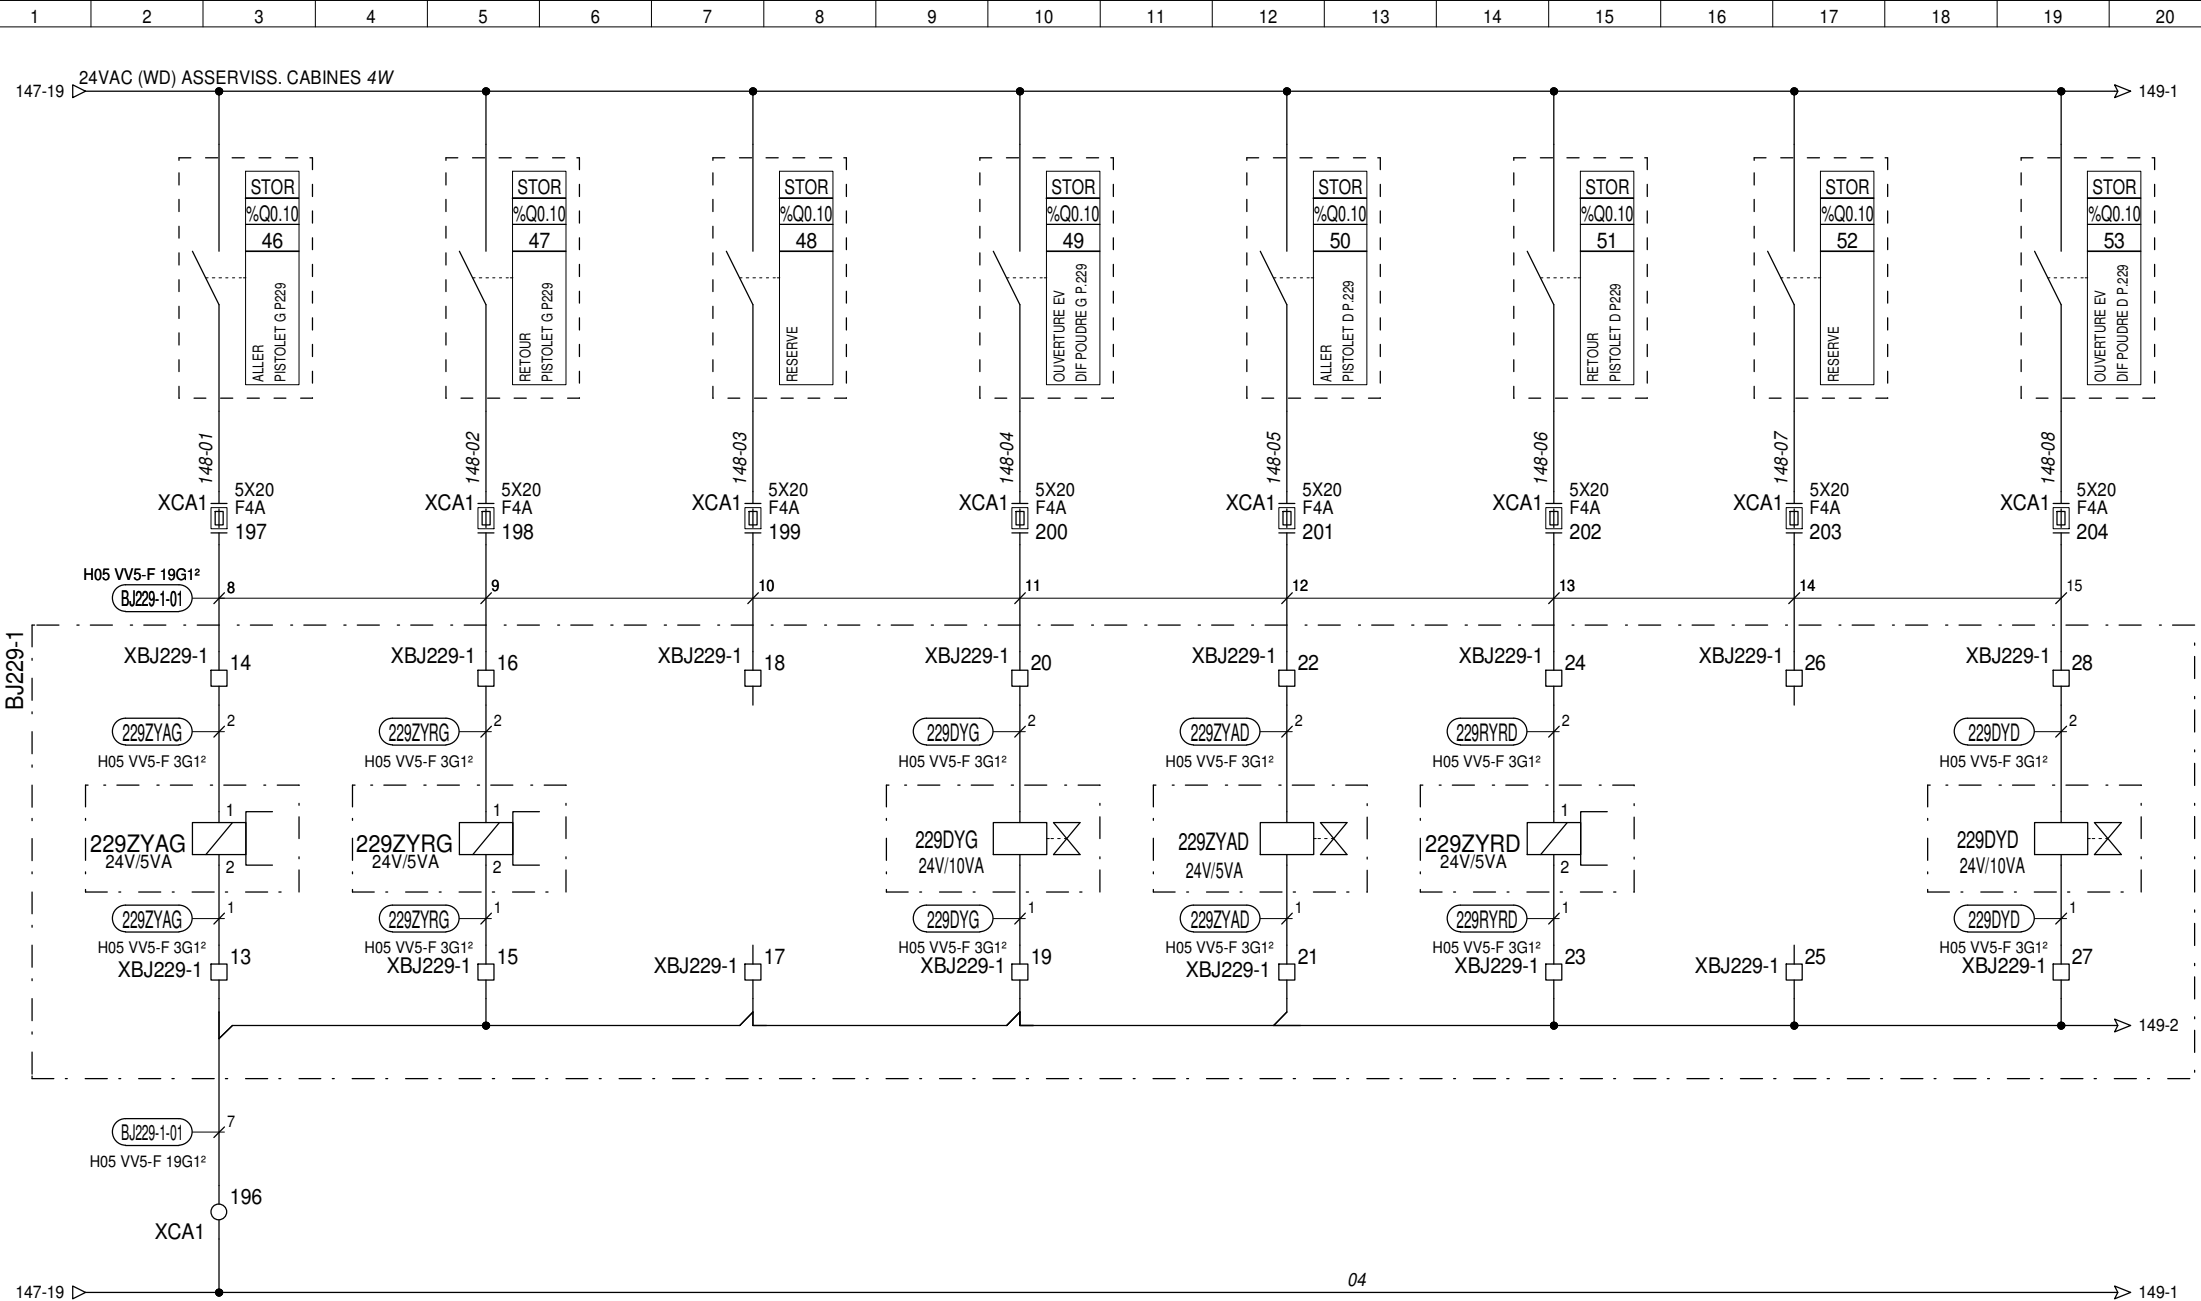 1 2 3 4 5 6 7 8 9 10 11 12 13 14 15 16 17 18 19 20
24VAC (WD) ASSERVISS. CABINES 4W
147-19 149-1
STOR STOR STOR STOR STOR STOR STOR STOR
%Q0.10 %Q0.10 %Q0.10 %Q0.10 %Q0.10 %Q0.10 %Q0.10 %Q0.10
46 47 48 49 50 51 52 53
ALLER
PISTOLET G P229
RETOUR
PISTOLET G P229
RESERVE
OUVERTURE EV
DIF POUDRE G P.229
ALLER
PISTOLET D P.229
RETOUR
PISTOLET D P229
RESERVE
OUVERTURE EV
DIF POUDRE D P.229
148-01 148-02 148-03 148-04 148-05 148-06 148-07 148-08
5X20 5X20 5X20 5X20 5X20 5X20 5X20 5X20
XCA1 F4A XCA1 F4A XCA1 F4A XCA1 F4A XCA1 F4A XCA1 F4A XCA1 F4A XCA1 F4A
197 198 199 200 201 202 203 204
H05 VV5-F 19G1²
BJ229-1-01 8 9 10 11 12 13 14 15
BJ229-1
XBJ229-1 14 XBJ229-1 16 XBJ229-1 18 XBJ229-1 20 XBJ229-1 22 XBJ229-1 24 XBJ229-1 26 XBJ229-1 28
229ZYAG 2 229ZYRG 2 229DYG 2 229ZYAD 2 229RYRD 2 229DYD 2
H05 VV5-F 3G1² H05 VV5-F 3G1² H05 VV5-F 3G1² H05 VV5-F 3G1² H05 VV5-F 3G1² H05 VV5-F 3G1²
1 1 1
229ZYAG 229ZYRG 229DYG 229ZYAD 229ZYRD 229DYD
24V/5VA 24V/5VA 24V/10VA 24V/5VA 24V/5VA 24V/10VA
2 2 2
229ZYAG 1 229ZYRG 1 229DYG 1 229ZYAD 1 229RYRD 1 229DYD 1
H05 VV5-F 3G1² H05 VV5-F 3G1² H05 VV5-F 3G1² H05 VV5-F 3G1² H05 VV5-F 3G1² H05 VV5-F 3G1²
XBJ229-1 13 XBJ229-1 15 XBJ229-1 17 XBJ229-1 19 XBJ229-1 21 XBJ229-1 23 XBJ229-1 25 XBJ229-1 27
149-2
BJ229-1-01 7
H05 VV5-F 19G1²
196
XCA1
04
147-19 149-1